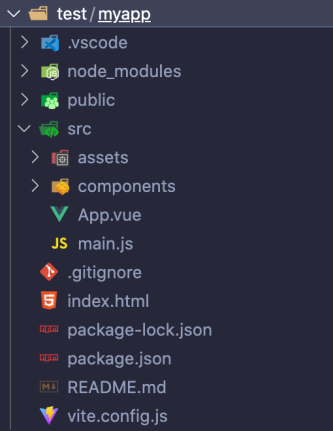 test/myapp
.vscode
node_modules
public
src
assets
components
App.vue
JS main.js
.gitignore
index.html
package-lock.json
package.json
README.md
vite.config.js